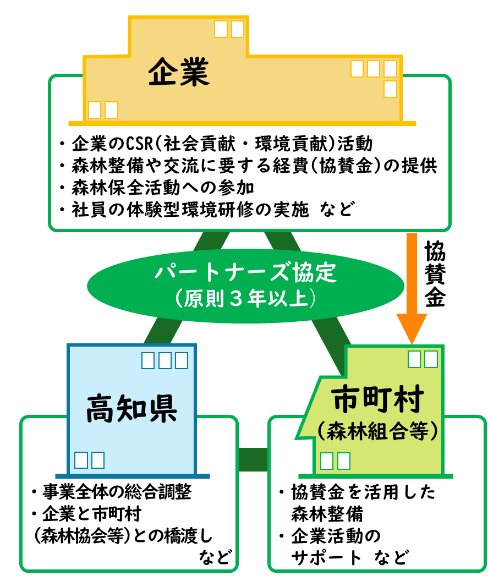 企業
・企業のCSR(社会貢献・環境貢献)活動
・森林整備や交流に要する経費(協賛金)の提供
・森林保全活動への参加
・社員の体験型環境研修の実施 など
協賛金
パートナーズ協定
(原則３年以上)
高知県
・事業全体の総合調整
・企業と市町村
(森林協会等)との橋渡し
など
市町村
(森林組合等)
・協賛金を活用した
森林整備
・企業活動の
サポート など